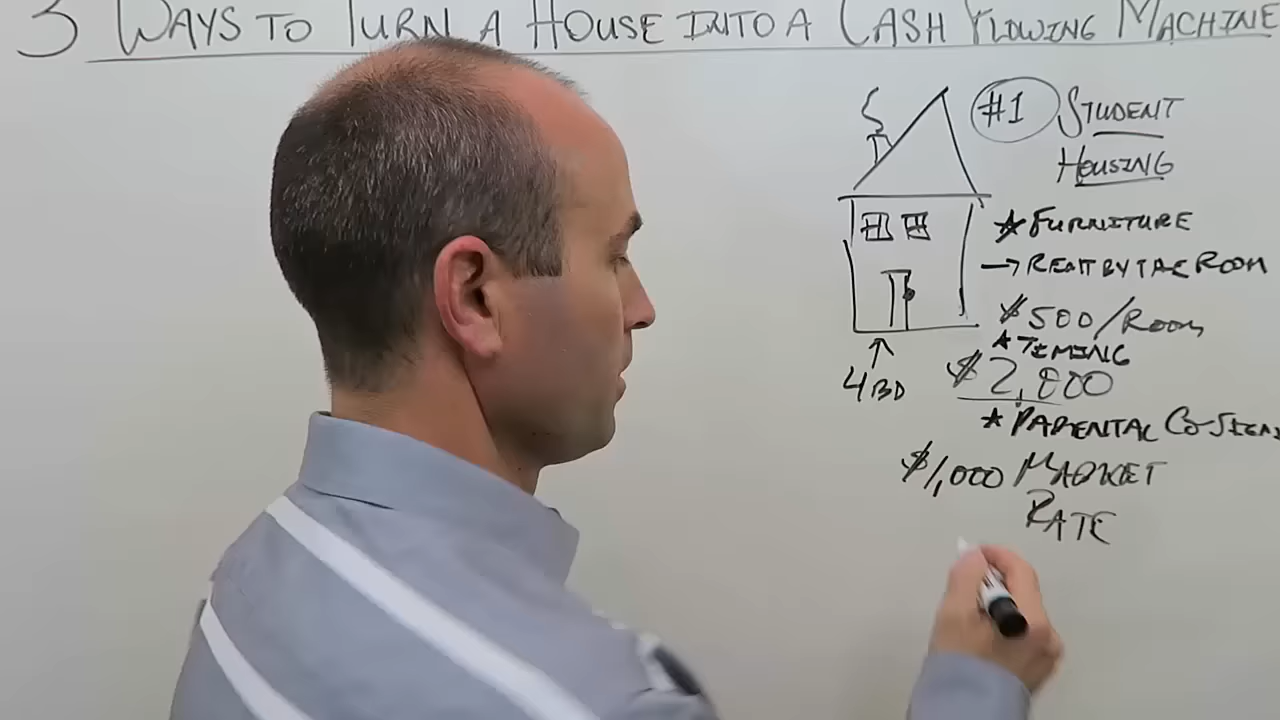 3 WAYS TO TURN A HOUSE INTO A CASH FLOWING MACHINE
#1 STUDENT
HOUSING
★ FURNITURE
→ RENT BY THE ROOM
$500/ROOM
★ TIMING
4BD
$2,000
★ PARENTAL CO-SIGN
$1,000 MARKET
RATE